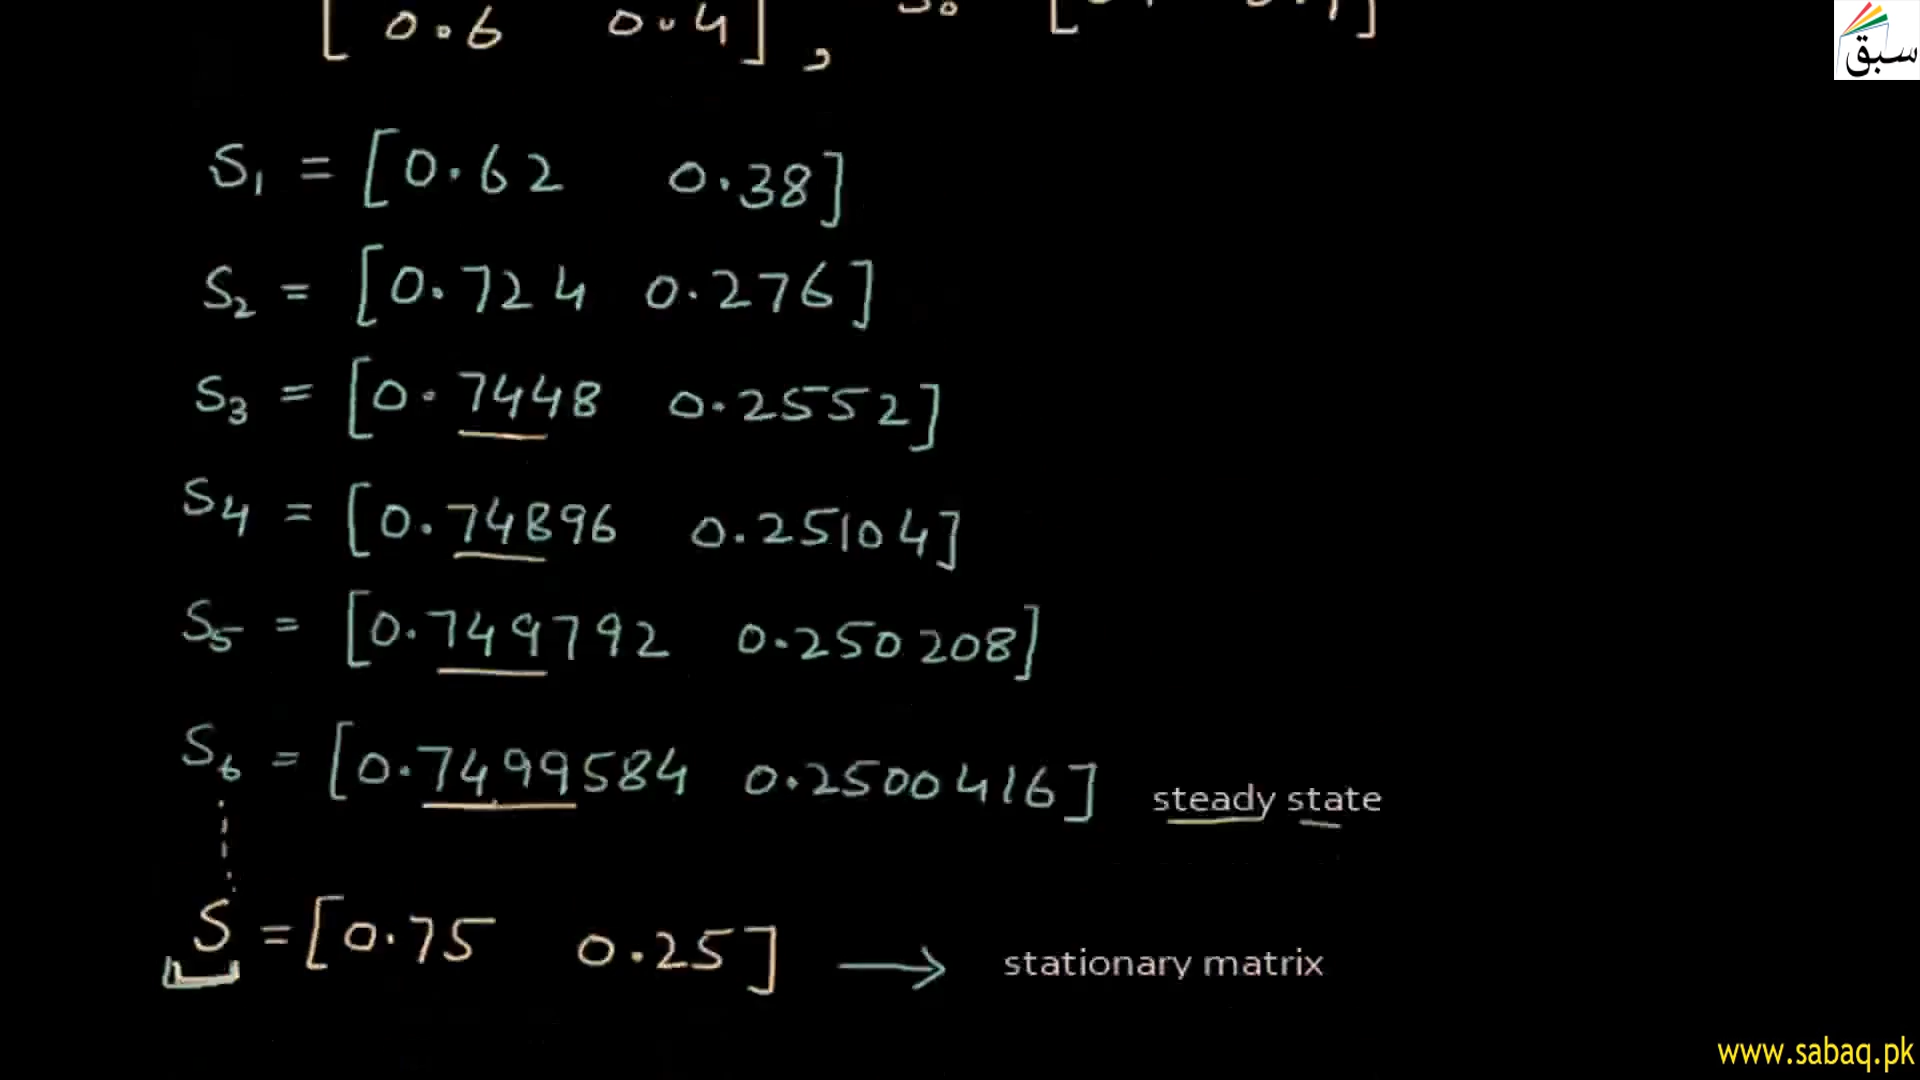 [ 0.6 0.4 ] ,
سبق
S1 = [0.62 0.38]
S2 = [0.724 0.276]
S3 = [0.7448 0.2552]
S4 = [0.74896 0.25104]
S5 = [0.749792 0.250208]
S6 = [0.7499584 0.2500416] steady state
S = [0.75 0.25] → stationary matrix
www.sabaq.pk